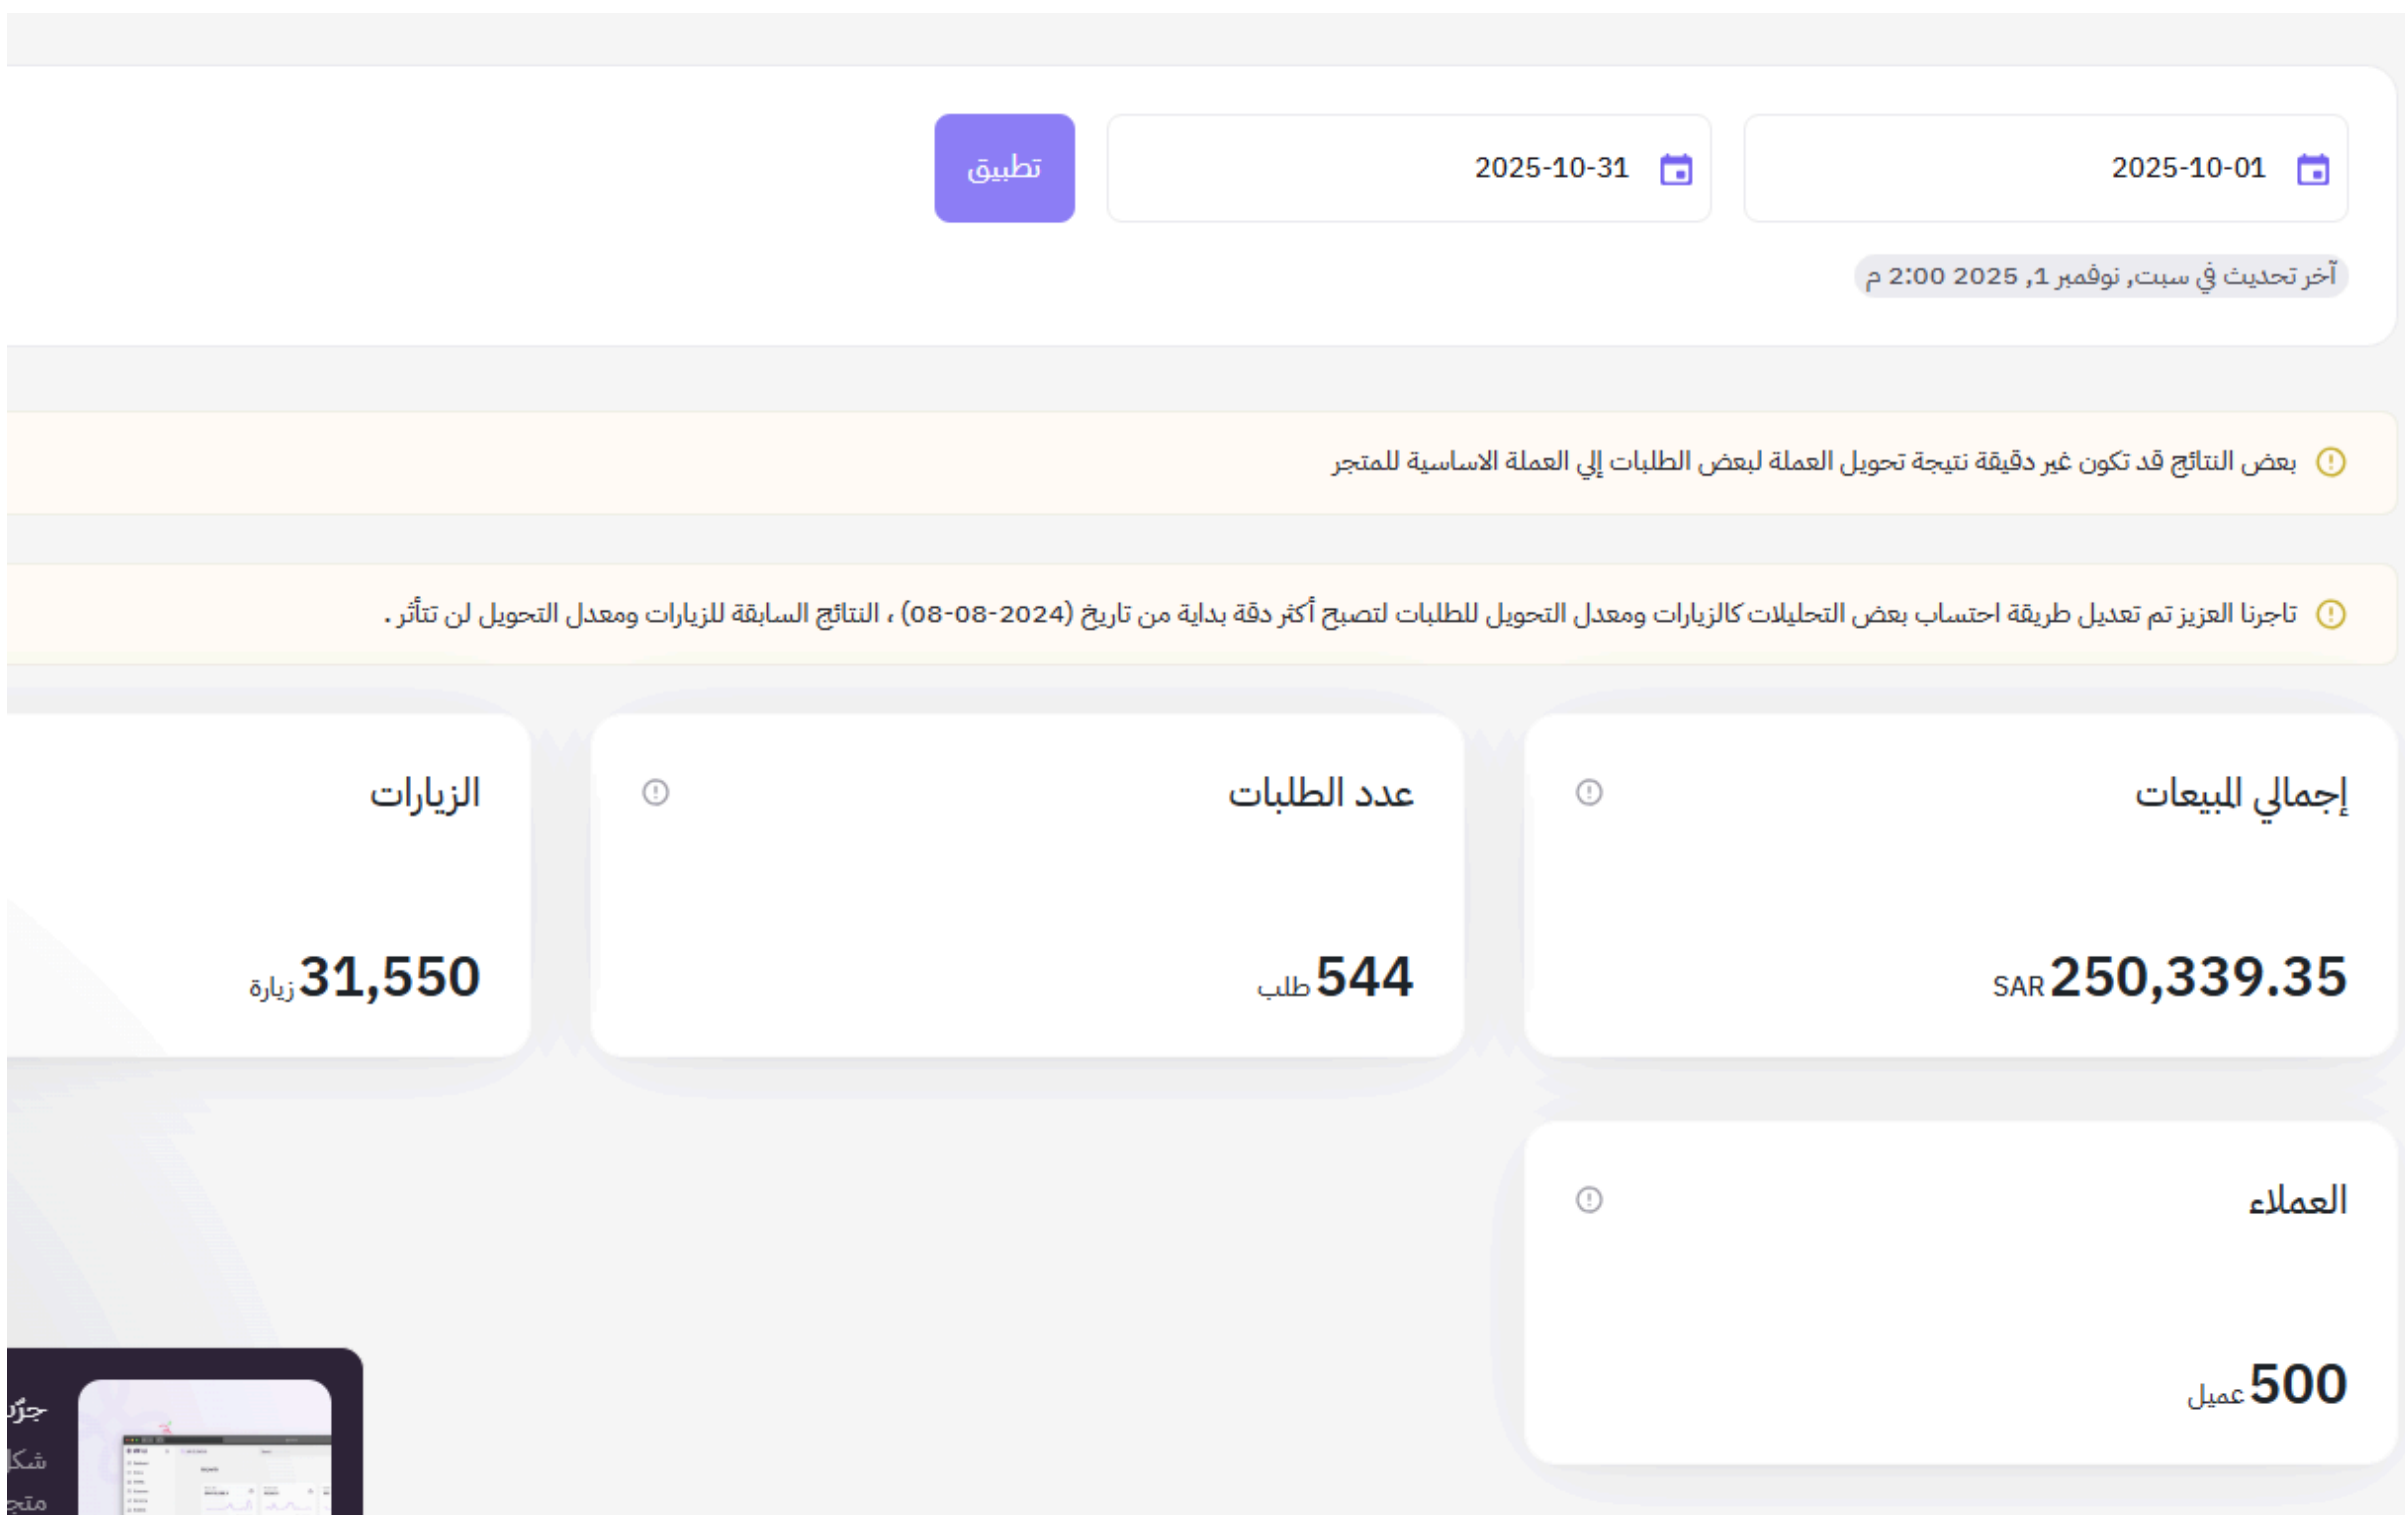 2025-10-01
2025-10-31
تطبيق
آخر تحديث في سبت, نوفمبر 1, 2025 2:00 م
بعض النتائج قد تكون غير دقيقة نتيجة تحويل العملة لبعض الطلبات إلي العملة الاساسية للمتجر
تاجرنا العزيز تم تعديل طريقة احتساب بعض التحليلات كالزيارات ومعدل التحويل للطلبات لتصبح أكثر دقة بداية من تاريخ (2024-08-08) ، النتائج السابقة للزيارات ومعدل التحويل لن تتأثر .
إجمالي المبيعات
250,339.35 SAR
عدد الطلبات
544 طلب
الزيارات
31,550 زيارة
العملاء
500 عميل